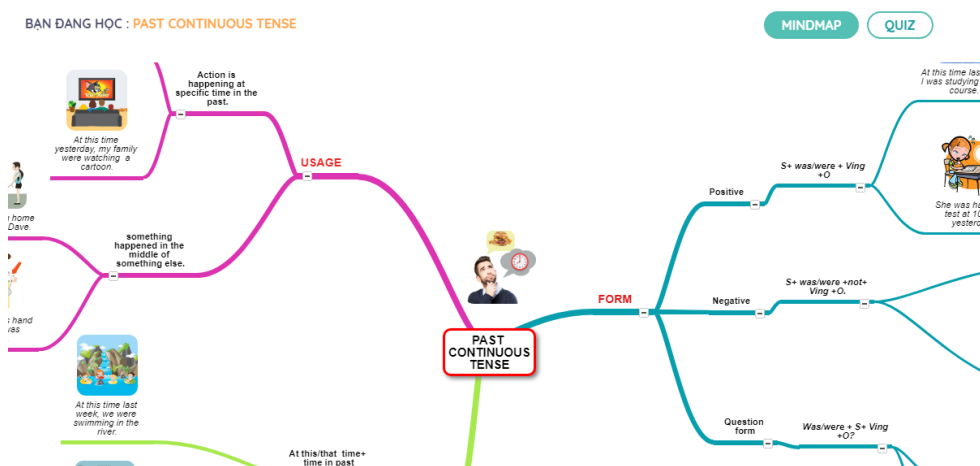 BẠN ĐANG HỌC : PAST CONTINUOUS TENSE
MINDMAP
QUIZ
Action is
happening at
specific time in the
past.
At this time
yesterday, my family
were watching a
cartoon.
USAGE
home
Dave.
something
happened in the
middle of
something else.
hand
was
At this time last
week, we were
swimming in the
river.
At this/that time+
time in past
PAST
CONTINUOUS
TENSE
FORM
Positive
S+ was/were + Ving
+O
At this time las
I was studying
course.
She was ha
test at 10
yester
Negative
S+ was/were +not+
Ving +O.
Question
form
Was/were + S+ Ving
+O?